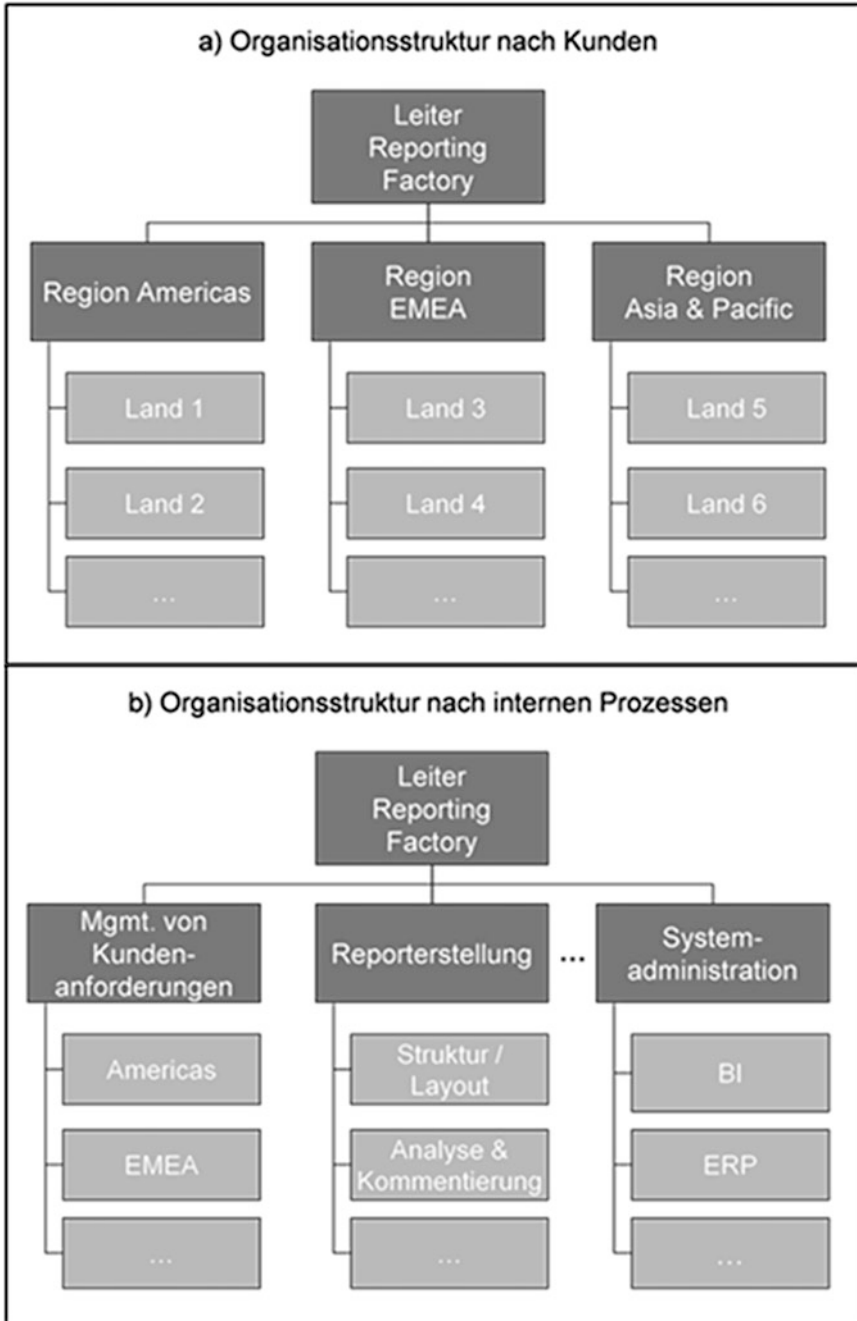 a) Organisationsstruktur nach Kunden
Leiter
Reporting
Factory
Region Americas
Region
EMEA
Region
Asia & Pacific
Land 1
Land 3
Land 5
Land 2
Land 4
Land 6
...
...
...
b) Organisationsstruktur nach internen Prozessen
Leiter
Reporting
Factory
Mgmt. von
Kunden-
anforderungen
Reporterstellung
...
System-
administration
Americas
Struktur /
Layout
BI
EMEA
Analyse &
Kommentierung
ERP
...
...
...